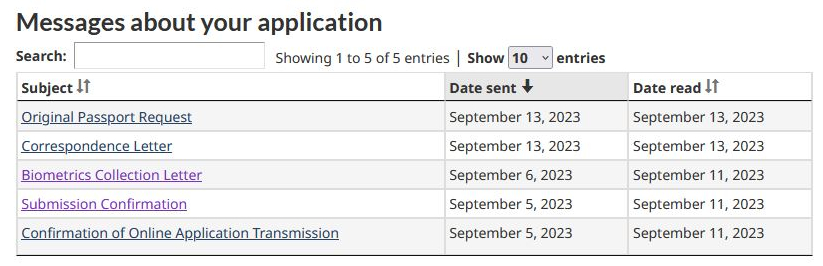 Messages about your application
Search: Showing 1 to 5 of 5 entries | Show 10 entries
Subject Date sent Date read
Original Passport Request September 13, 2023 September 13, 2023
Correspondence Letter September 13, 2023 September 13, 2023
Biometrics Collection Letter September 6, 2023 September 11, 2023
Submission Confirmation September 5, 2023 September 11, 2023
Confirmation of Online Application Transmission September 5, 2023 September 11, 2023